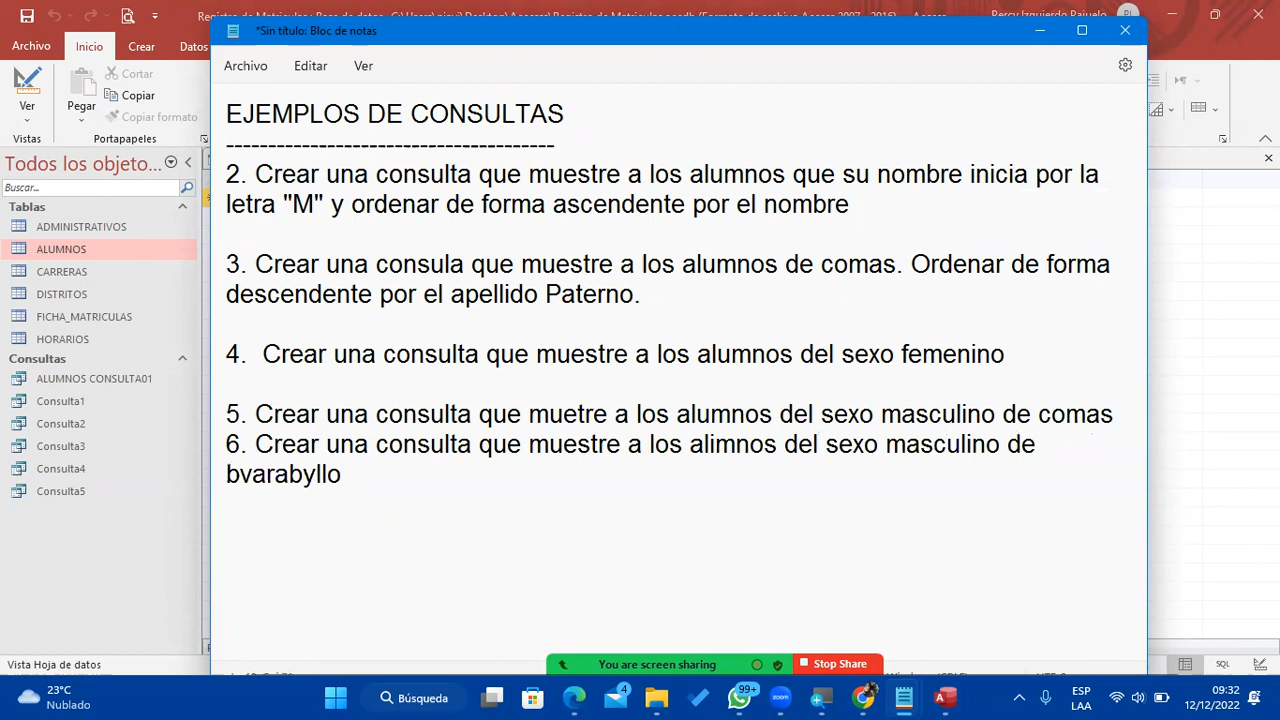 *Sin título: Bloc de notas
Archivo Inicio Crear Datos
Archivo Editar Ver
Ver
Pegar
Cortar
Copiar
Copiar formato
Vistas
Portapapeles
Todos los objeto...
Buscar...
Tablas
ADMINISTRATIVOS
ALUMNOS
CARRERAS
DISTRITOS
FICHA_MATRICULAS
HORARIOS
Consultas
ALUMNOS CONSULTA01
Consulta1
Consulta2
Consulta3
Consulta4
Consulta5
EJEMPLOS DE CONSULTAS
---------------------------------------
2. Crear una consulta que muestre a los alumnos que su nombre inicia por la
letra "M" y ordenar de forma ascendente por el nombre
3. Crear una consula que muestre a los alumnos de comas. Ordenar de forma
descendente por el apellido Paterno.
4.  Crear una consulta que muestre a los alumnos del sexo femenino
5. Crear una consulta que muetre a los alumnos del sexo masculino de comas
6. Crear una consulta que muestre a los alimnos del sexo masculino de
bvarabyllo
Vista Hoja de datos
You are screen sharing
Stop Share
SQL
23°C
Nublado
Búsqueda
4
99+
ESP
LAA
09:32
12/12/2022